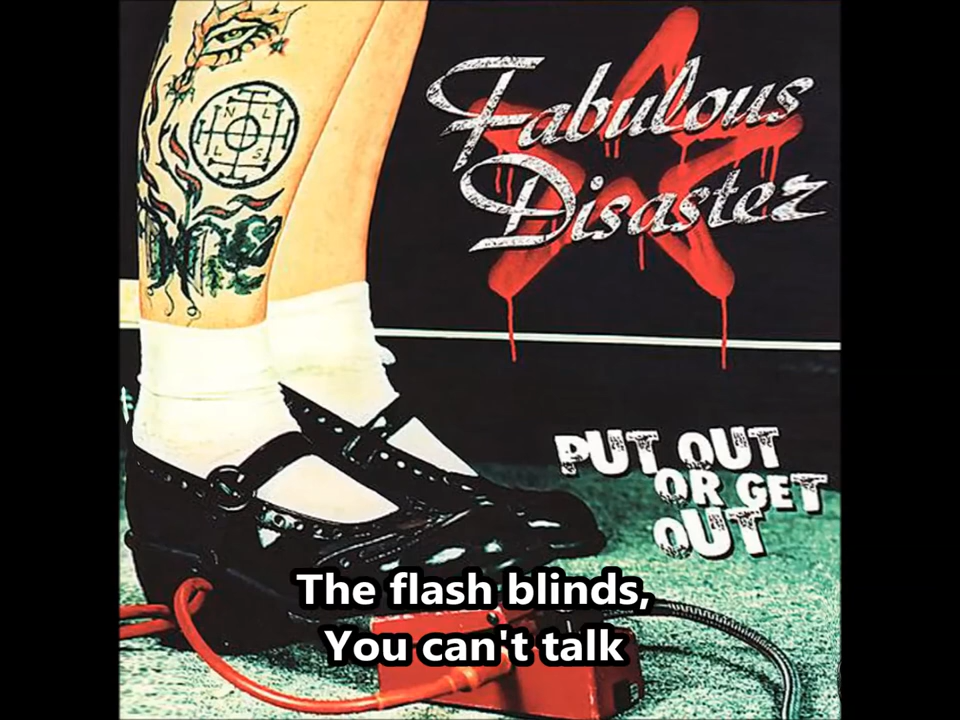 Fabulous
Disaster
PUT OUT
OR GET
OUT
The flash blinds,
You can't talk